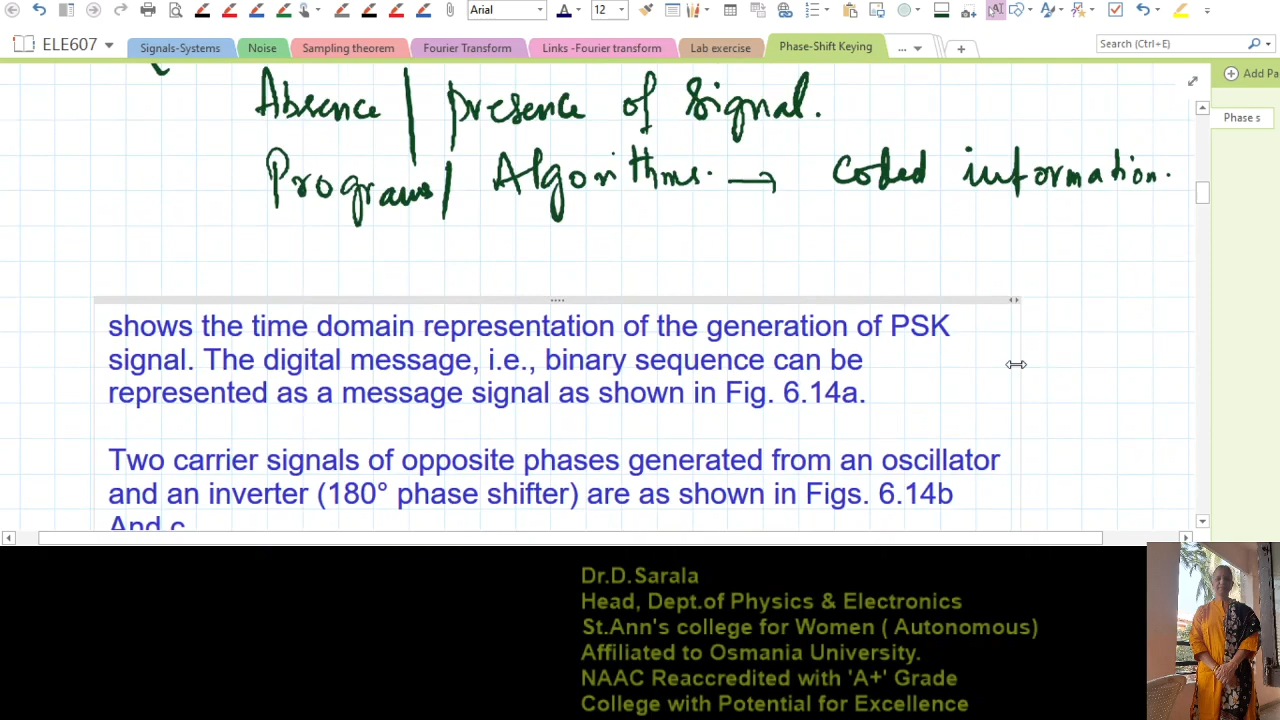 Arial
12
ELE607
Signals-Systems
Noise
Sampling theorem
Fourier Transform
Links -Fourier transform
Lab exercise
Phase-Shift Keying
...
Search (Ctrl+E)
Add Pa
Phase s
Absence | presence of Signal.
Programs/ Algorithms. → Coded information.
shows the time domain representation of the generation of PSK
signal. The digital message, i.e., binary sequence can be
represented as a message signal as shown in Fig. 6.14a.
Two carrier signals of opposite phases generated from an oscillator
and an inverter (180° phase shifter) are as shown in Figs. 6.14b
And c
Dr.D.Sarala
Head, Dept.of Physics & Electronics
St.Ann's college for Women ( Autonomous)
Affiliated to Osmania University.
NAAC Reaccredited with 'A+' Grade
College with Potential for Excellence